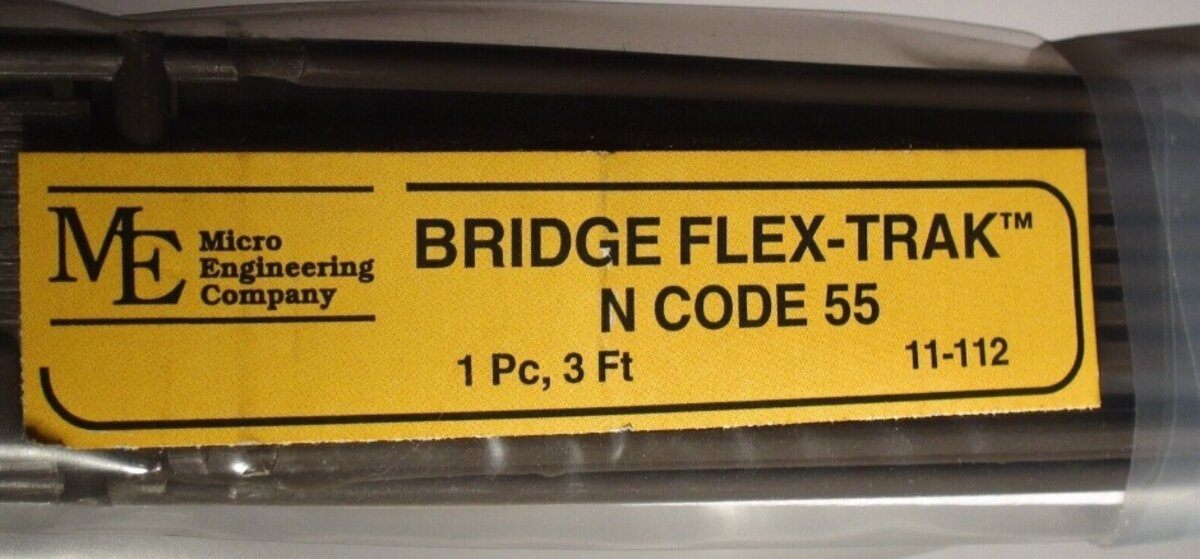 ME
Micro
Engineering
Company
BRIDGE FLEX-TRAK™
N CODE 55
1 Pc, 3 Ft
11-112